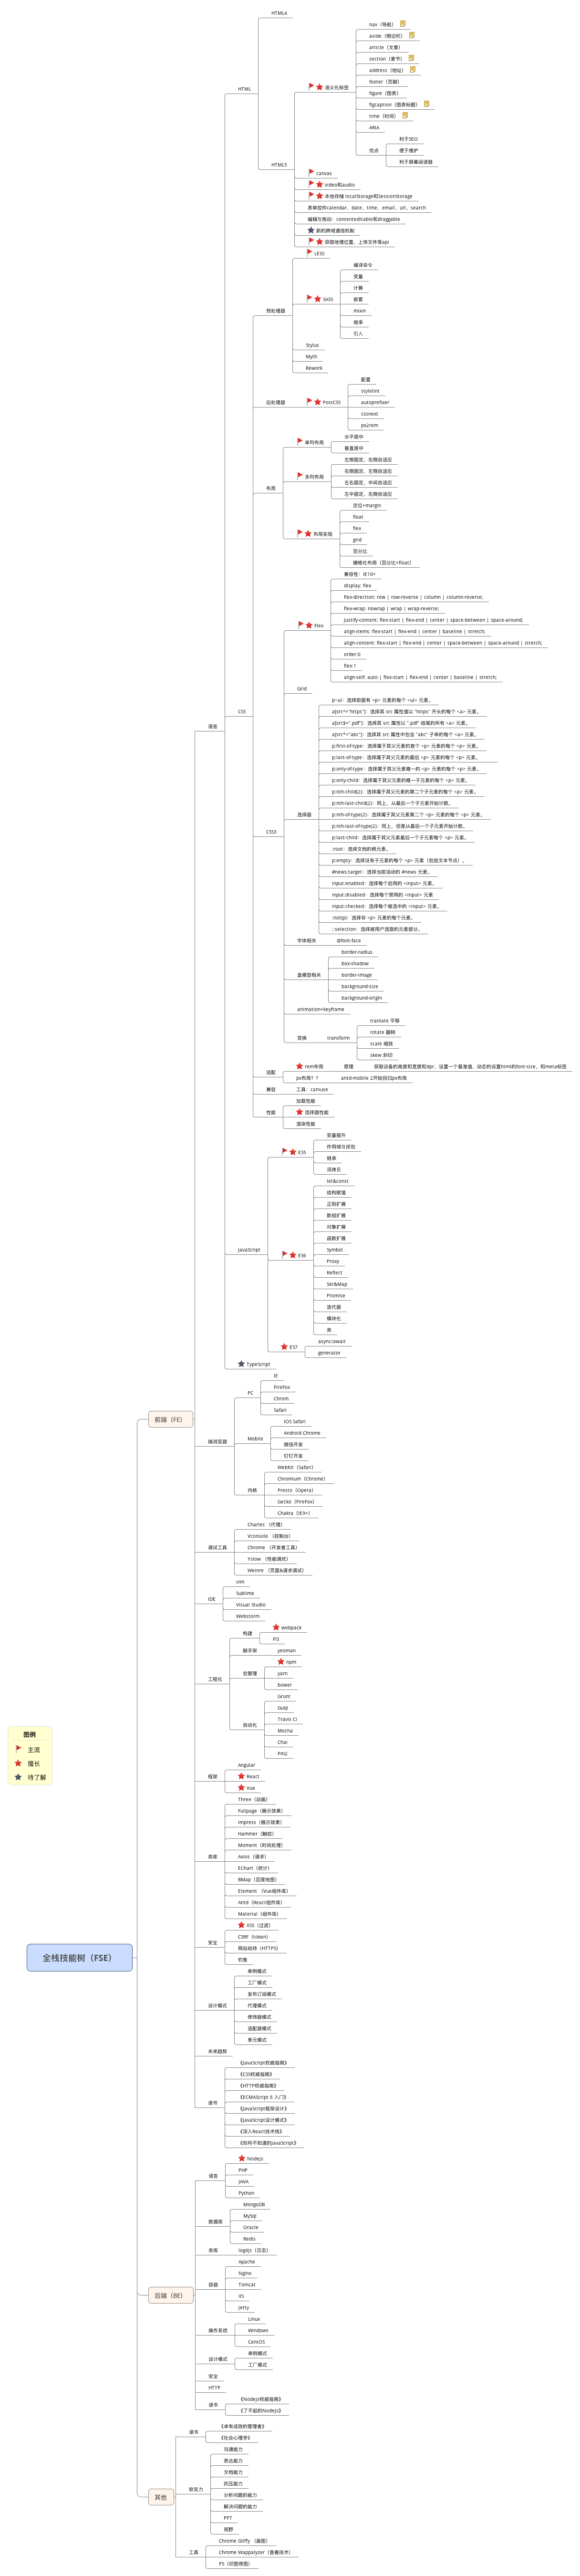 HTML4
nav（导航）
aside（侧边栏）
article（文章）
section（章节）
address（地址）
footer（页脚）
figure（图表）
figcaption（图表标题）
time（时间）
ARIA
利于SEO
便于维护
利于屏幕阅读器
优点
语义化标签
canvas
video和audio
本地存储 localStorage和SessionStorage
表单控件calendar、date、time、email、url、search
编辑与拖动：contenteditable和draggable
新的跨域通信机制
获取地理位置，上传文件等api
HTML5
HTML
LESS
编译命令
变量
计算
嵌套
mixin
继承
引入
SASS
Stylus
Myth
Rework
预处理器
配置
stylelint
autoprefixer
cssnext
px2rem
PostCSS
后处理器
水平居中
垂直居中
单列布局
左侧固定，右侧自适应
右侧固定，左侧自适应
左右固定，中间自适应
左中固定，右侧自适应
多列布局
定位+margin
float
flex
grid
百分比
栅格化布局（百分比+float）
布局实现
布局
兼容性：IE10+
display: flex
flex-direction: row | row-reverse | column | column-reverse;
flex-wrap: nowrap | wrap | wrap-reverse;
justify-content: flex-start | flex-end | center | space-between | space-around;
align-items: flex-start | flex-end | center | baseline | stretch;
align-content: flex-start | flex-end | center | space-between | space-around | stretch;
order:0
flex:1
align-self: auto | flex-start | flex-end | center | baseline | stretch;
Flex
Grid
p~ul：选择前面有 <p> 元素的每个 <ul> 元素。
a[src^="https"]：选择其 src 属性值以 "https" 开头的每个 <a> 元素。
a[src$=".pdf"]：选择其 src 属性以 ".pdf" 结尾的所有 <a> 元素。
a[src*="abc"]：选择其 src 属性中包含 "abc" 子串的每个 <a> 元素。
p:first-of-type：选择属于其父元素的首个 <p> 元素的每个 <p> 元素。
p:last-of-type：选择属于其父元素的最后 <p> 元素的每个 <p> 元素。
p:only-of-type：选择属于其父元素唯一的 <p> 元素的每个 <p> 元素。
p:only-child：选择属于其父元素的唯一子元素的每个 <p> 元素。
p:nth-child(2)：选择属于其父元素的第二个子元素的每个 <p> 元素。
p:nth-last-child(2)：同上，从最后一个子元素开始计数。
p:nth-of-type(2)：选择属于其父元素第二个 <p> 元素的每个 <p> 元素。
p:nth-last-of-type(2)：同上，但是从最后一个子元素开始计数。
p:last-child：选择属于其父元素最后一个子元素每个 <p> 元素。
:root：选择文档的根元素。
p:empty：选择没有子元素的每个 <p> 元素（包括文本节点）。
#news:target：选择当前活动的 #news 元素。
input:enabled：选择每个启用的 <input> 元素。
input:disabled：选择每个禁用的 <input> 元素
input:checked：选择每个被选中的 <input> 元素。
:not(p)：选择非 <p> 元素的每个元素。
::selection：选择被用户选取的元素部分。
选择器
字体相关
@font-face
border-radius
box-shadow
border-image
background-size
background-origin
盒模型相关
animation+keyframe
tranlate 平移
rotate 翻转
scale 缩放
skew 斜切
transform
变换
CSS3
rem布局
原理
获取设备的高度和宽度和dpr，设置一个基准值，动态的设置html的font-size，和meta标签
px布局？？
antd-mobile 2开始回归px布局
适配
兼容
工具：caniuse
加载性能
选择器性能
渲染性能
性能
CSS
语言
变量提升
作用域与闭包
继承
深拷贝
ES5
let&const
结构赋值
正则扩展
数组扩展
对象扩展
函数扩展
Symbol
Proxy
Reflect
Set&Map
Promise
迭代器
模块化
类
ES6
async/await
generator
ES7
JavaScript
TypeScript
前端（FE）
IE
FireFox
Chrom
Safari
PC
IOS Safari
Android Chrome
微信开发
钉钉开发
Mobile
WebKit（Safari）
Chromium（Chrome）
Presto（Opera）
Gecko（FireFox）
Chakra（IE9+）
内核
端浏览器
Charles （代理）
Vconsole （控制台）
Chrome （开发者工具）
Yslow （性能调优）
Weinre （页面&请求调试）
调试工具
vim
Sublime
Visual Studio
Webstorm
IDE
webpack
FIS
构建
脚手架
yeoman
npm
yarn
bower
包管理
Grunt
Gulp
Travis CI
Mocha
Chai
Pm2
自动化
工程化
图例
主流
擅长
待了解
Angular
React
Vue
框架
Three（动画）
Fullpage（展示效果）
Impress（展示效果）
Hammer（触控）
Moment（时间处理）
Axios（请求）
EChart（统计）
BMap（百度地图）
Element （Vue组件库）
Antd（React组件库）
Material（组件库）
类库
XSS（过滤）
CSRF（token）
网站劫持（HTTPS）
钓鱼
安全
全栈技能树（FSE）
单例模式
工厂模式
发布订阅模式
代理模式
修饰器模式
适配器模式
享元模式
设计模式
未来趋势
《JavaScript权威指南》
《CSS权威指南》
《HTTP权威指南》
《ECMAScript 6 入门》
《JavaScript框架设计》
《JavaScript设计模式》
《深入React技术栈》
《你所不知道的JavaScript》
读书
NodeJs
PHP
JAVA
Python
语言
MongoDB
MySql
Oracle
Redis
数据库
类库
log4js（日志）
Apache
Nginx
Tomcat
IIS
Jetty
容器
后端（BE）
Linux
Windows
CentOS
操作系统
单例模式
工厂模式
设计模式
安全
HTTP
《NodeJs权威指南》
《了不起的NodeJs》
读书
《卓有成效的管理者》
《社会心理学》
读书
沟通能力
表达能力
文档能力
抗压能力
分析问题的能力
解决问题的能力
PPT
视野
软实力
其他
Chrome Gliffy （画图）
Chrome Wappalyzer（查看技术）
PS（切图修图）
工具